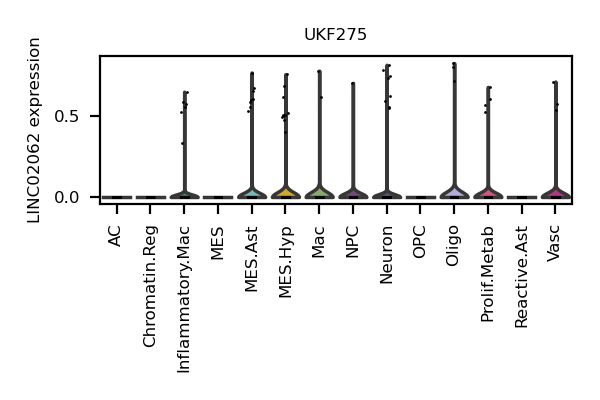 UKF275
LINC02062 expression
0.5
0.0
AC
Chromatin.Reg
Inflammatory.Mac
MES
MES.Ast
MES.Hyp
Mac
NPC
Neuron
OPC
Oligo
Prolif.Metab
Reactive.Ast
Vasc